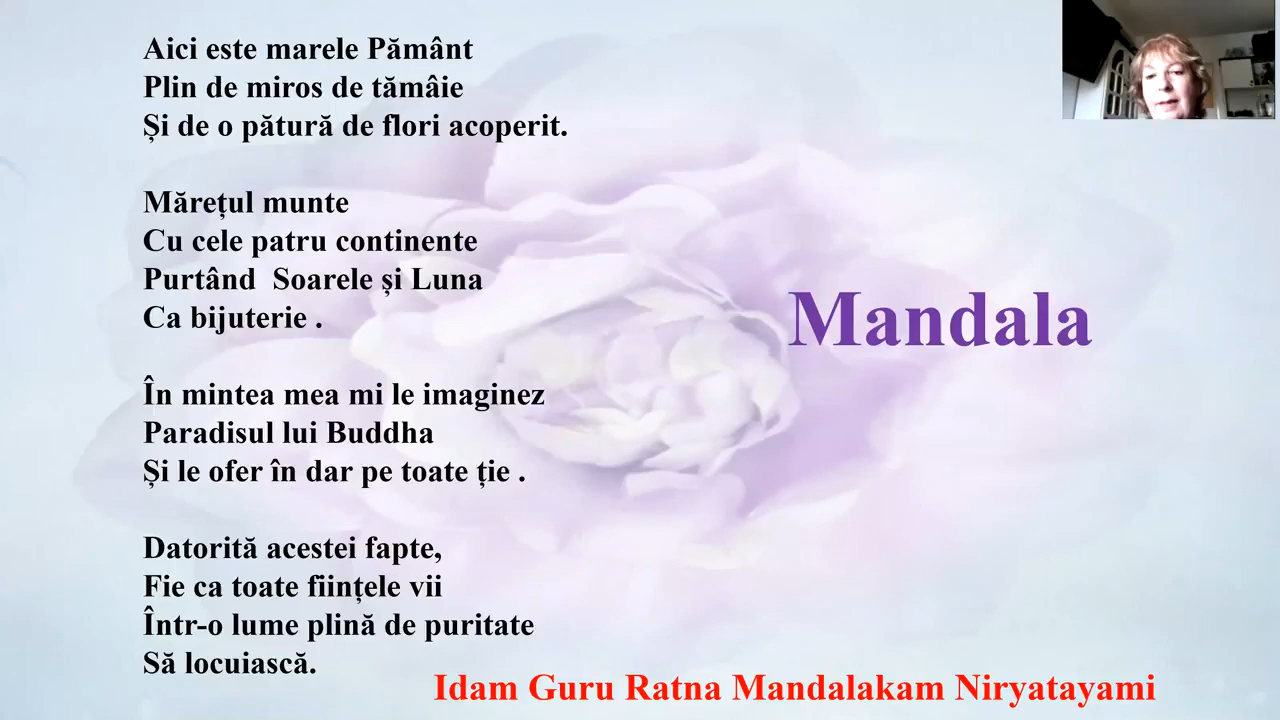 Aici este marele Pământ
Plin de miros de tămâie
Și de o pătură de flori acoperit.
Mărețul munte
Cu cele patru continente
Purtând  Soarele și Luna
Ca bijuterie .
În mintea mea mi le imaginez
Paradisul lui Buddha
Și le ofer în dar pe toate ție .
Datorită acestei fapte,
Fie ca toate ființele vii
Într-o lume plină de puritate
Să locuiască.
Mandala
Idam Guru Ratna Mandalakam Niryatayami